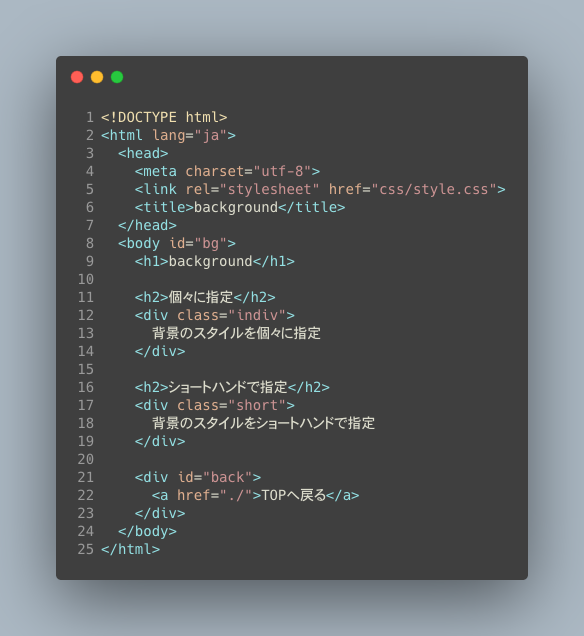 1 <!DOCTYPE html>
2 <html lang="ja">
3   <head>
4     <meta charset="utf-8">
5     <link rel="stylesheet" href="css/style.css">
6     <title>background</title>
7   </head>
8   <body id="bg">
9     <h1>background</h1>
10
11     <h2>個々に指定</h2>
12     <div class="indiv">
13       背景のスタイルを個々に指定
14     </div>
15
16     <h2>ショートハンドで指定</h2>
17     <div class="short">
18       背景のスタイルをショートハンドで指定
19     </div>
20
21     <div id="back">
22       <a href="./">TOPへ戻る</a>
23     </div>
24   </body>
25 </html>